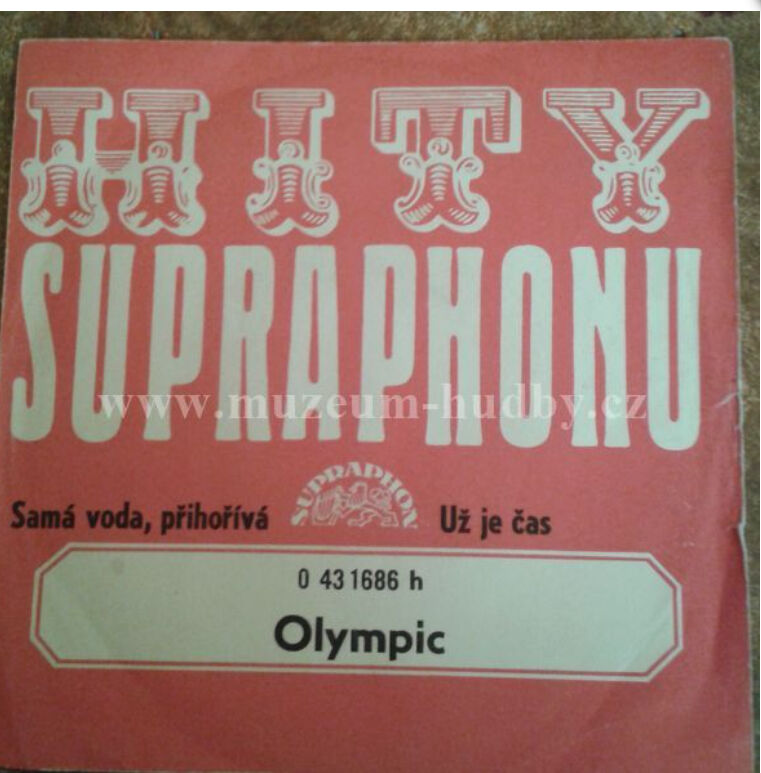 HITY
SUPRAPHONU
www.muzeum-hudby.cz
SUPRAPHON
Samá voda, přihořívá Už je čas
0 43 1686 h
Olympic